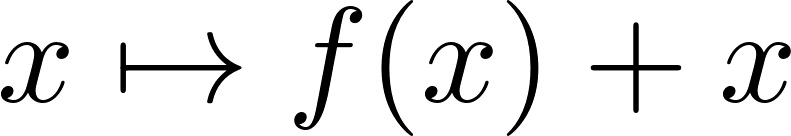 x ↦ f(x) + x